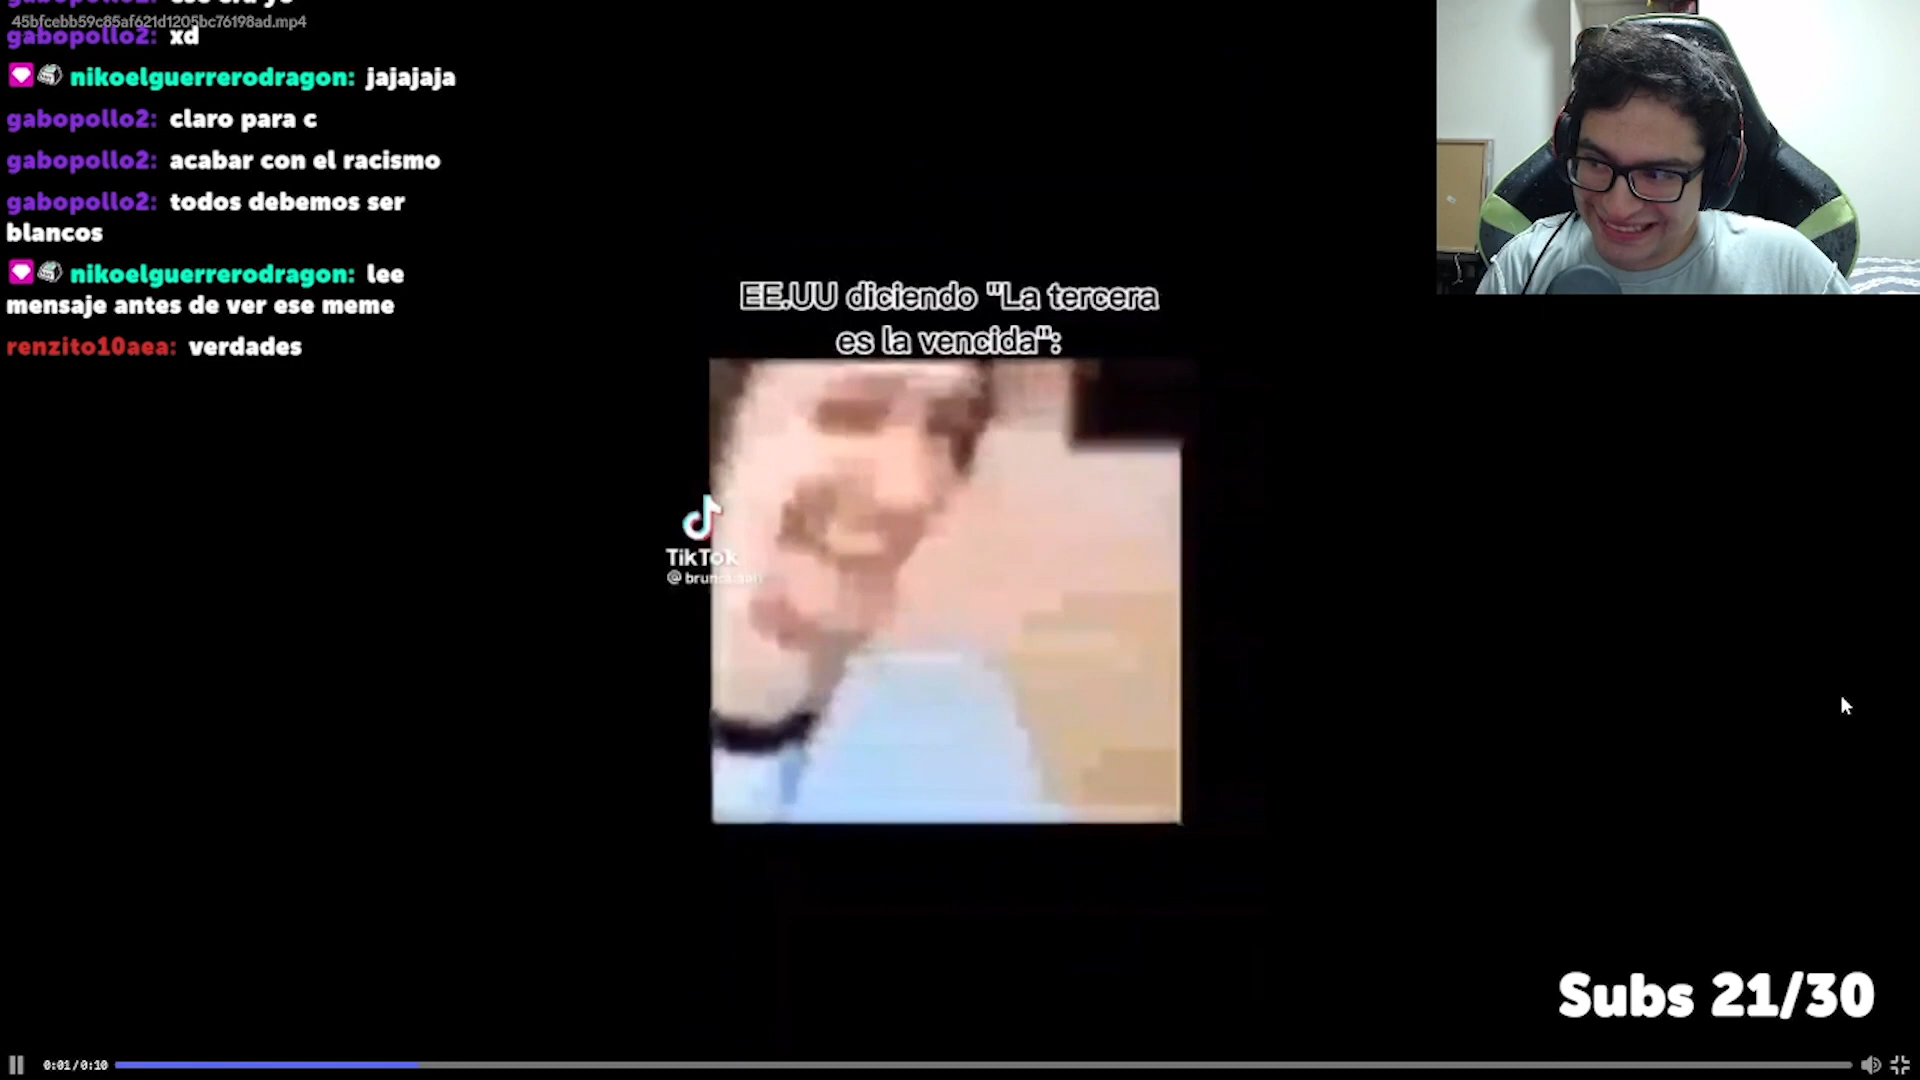 45bfcebb59c85af621d1205bc76198ad.mp4
gabopollo2: xd
nikoelguerrerodragon: jajajaja
gabopollo2: claro para c
gabopollo2: acabar con el racismo
gabopollo2: todos debemos ser
blancos
nikoelguerrerodragon: lee
mensaje antes de ver ese meme
renzito10aea: verdades
EE.UU diciendo "La tercera
es la vencida":
TikTok
Subs 21/30
0:01/0:10